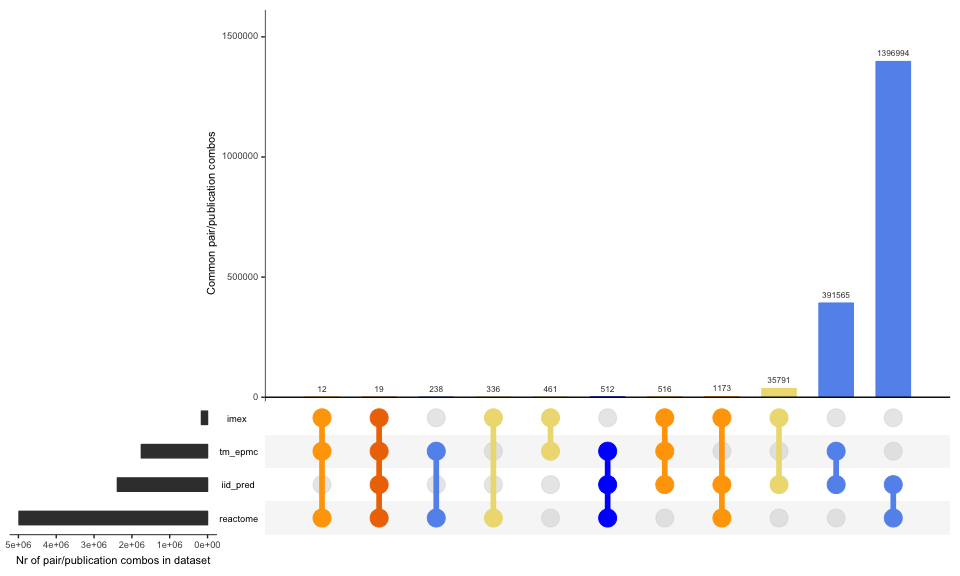 Common pair/publication combos
1500000
1000000
500000
0
12
19
238
336
461
512
516
1173
35791
391565
1396994
imex
tm_epmc
iid_pred
reactome
5e+06 4e+06 3e+06 2e+06 1e+06 0e+00
Nr of pair/publication combos in dataset